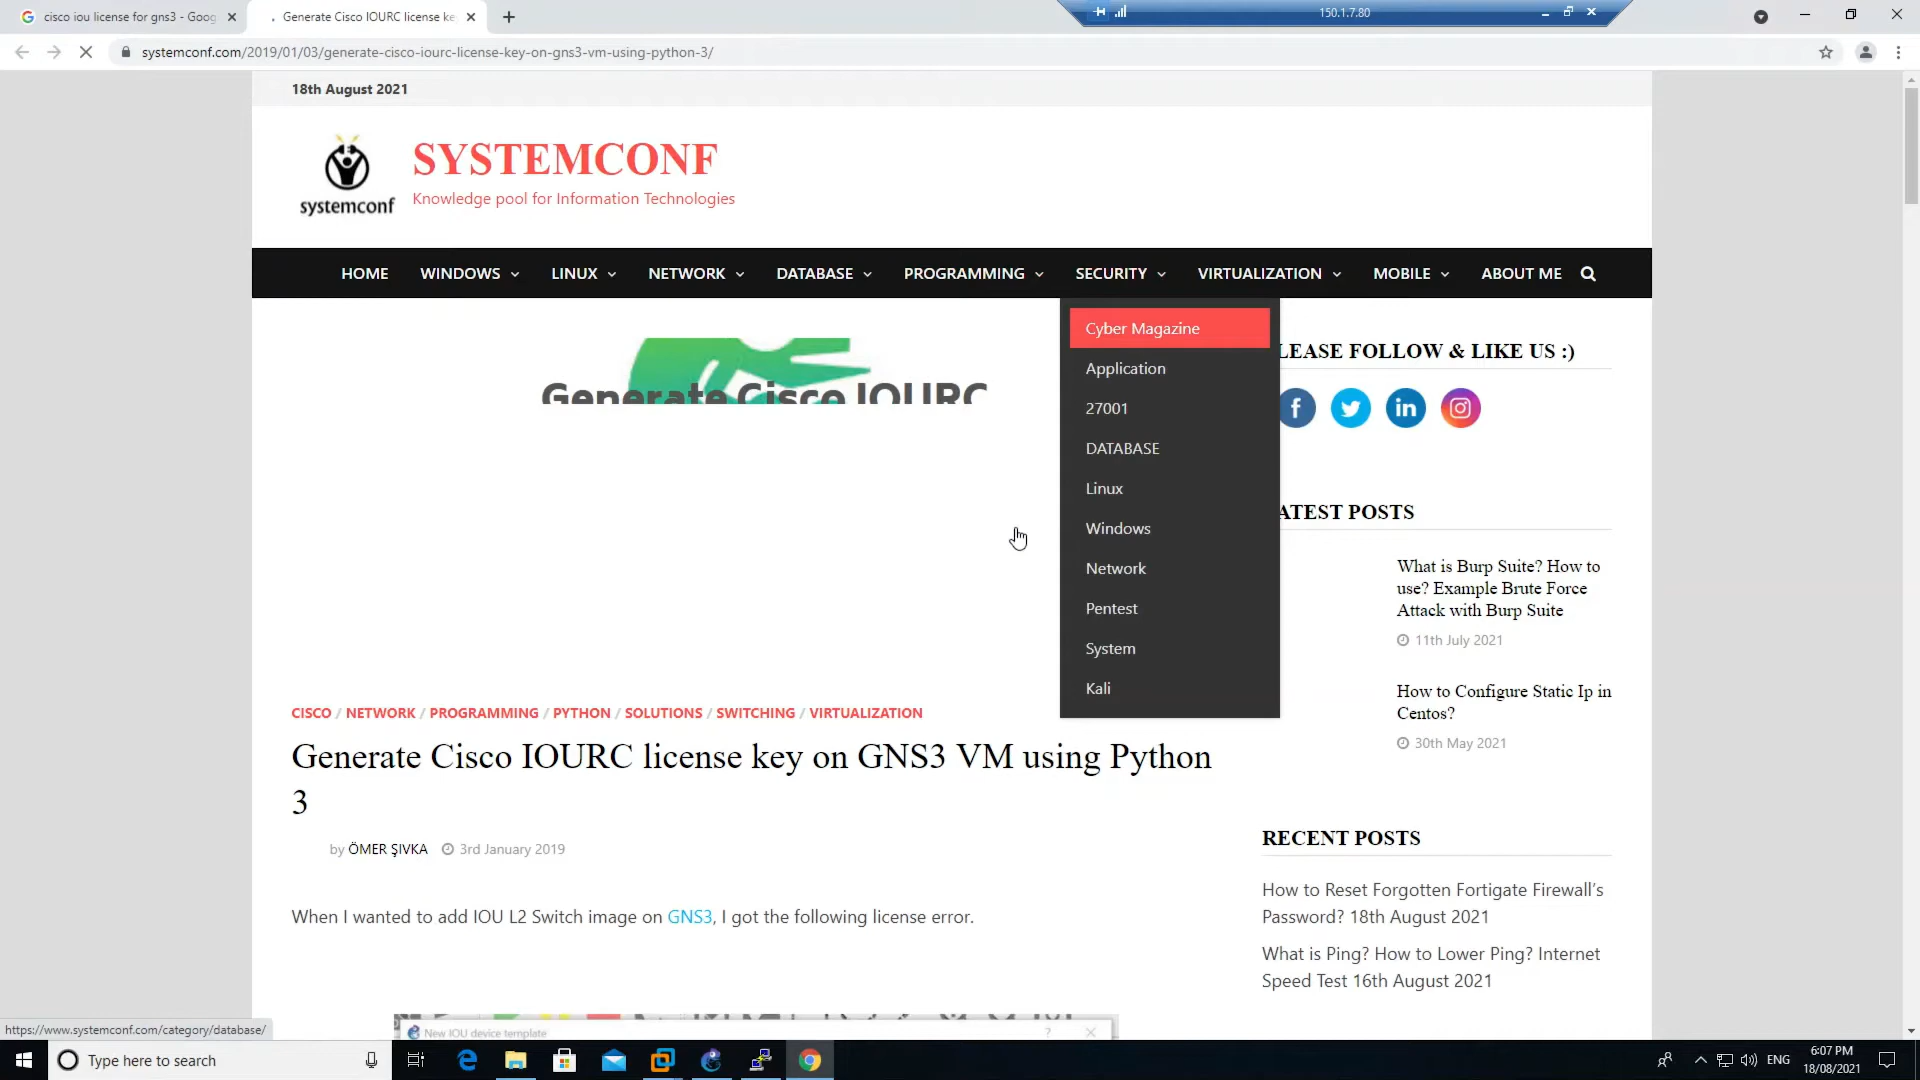 cisco iou license for gns3 - Goog
Generate Cisco IOURC license ke
150.1.7.80
systemconf.com/2019/01/03/generate-cisco-iourc-license-key-on-gns3-vm-using-python-3/
18th August 2021
systemconf
SYSTEMCONF
Knowledge pool for Information Technologies
HOME WINDOWS LINUX NETWORK DATABASE PROGRAMMING SECURITY VIRTUALIZATION MOBILE ABOUT ME
Generate Cisco IOURC
Cyber Magazine
Application
27001
DATABASE
Linux
Windows
Network
Pentest
System
Kali
LEASE FOLLOW & LIKE US :)
ATEST POSTS
What is Burp Suite? How to
use? Example Brute Force
Attack with Burp Suite
11th July 2021
How to Configure Static Ip in
Centos?
30th May 2021
CISCO / NETWORK / PROGRAMMING / PYTHON / SOLUTIONS / SWITCHING / VIRTUALIZATION
Generate Cisco IOURC license key on GNS3 VM using Python
3
by ÖMER ŞIVKA 3rd January 2019
When I wanted to add IOU L2 Switch image on GNS3, I got the following license error.
RECENT POSTS
How to Reset Forgotten Fortigate Firewall’s
Password? 18th August 2021
What is Ping? How to Lower Ping? Internet
Speed Test 16th August 2021
New IOU device template
https://www.systemconf.com/category/database/
Type here to search
ENG
6:07 PM
18/08/2021